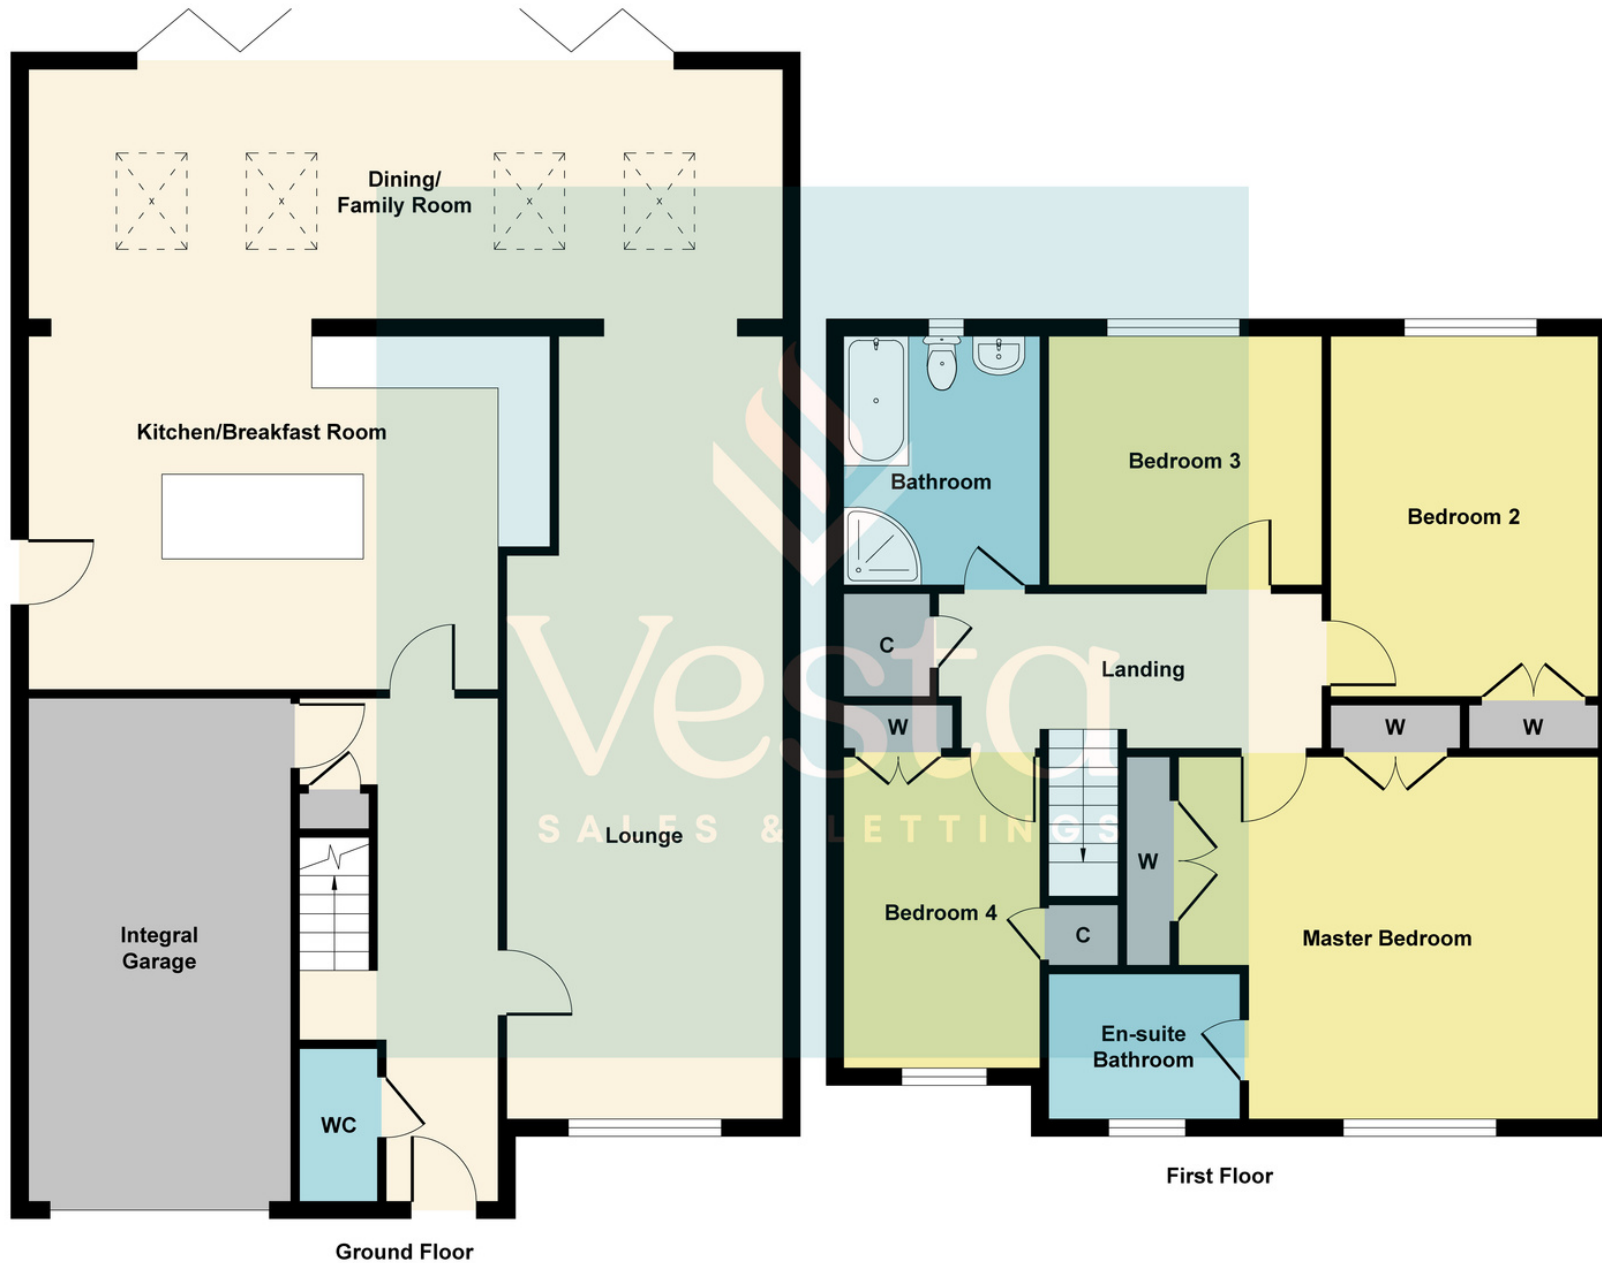 Dining/
Family Room
Kitchen/Breakfast Room
Lounge
Integral
Garage
WC
Ground Floor
Bathroom
Bedroom 3
Bedroom 2
C
Landing
W
W
W
W
Bedroom 4
C
Master Bedroom
En-suite
Bathroom
First Floor
Vesta
SALES & LETTINGS